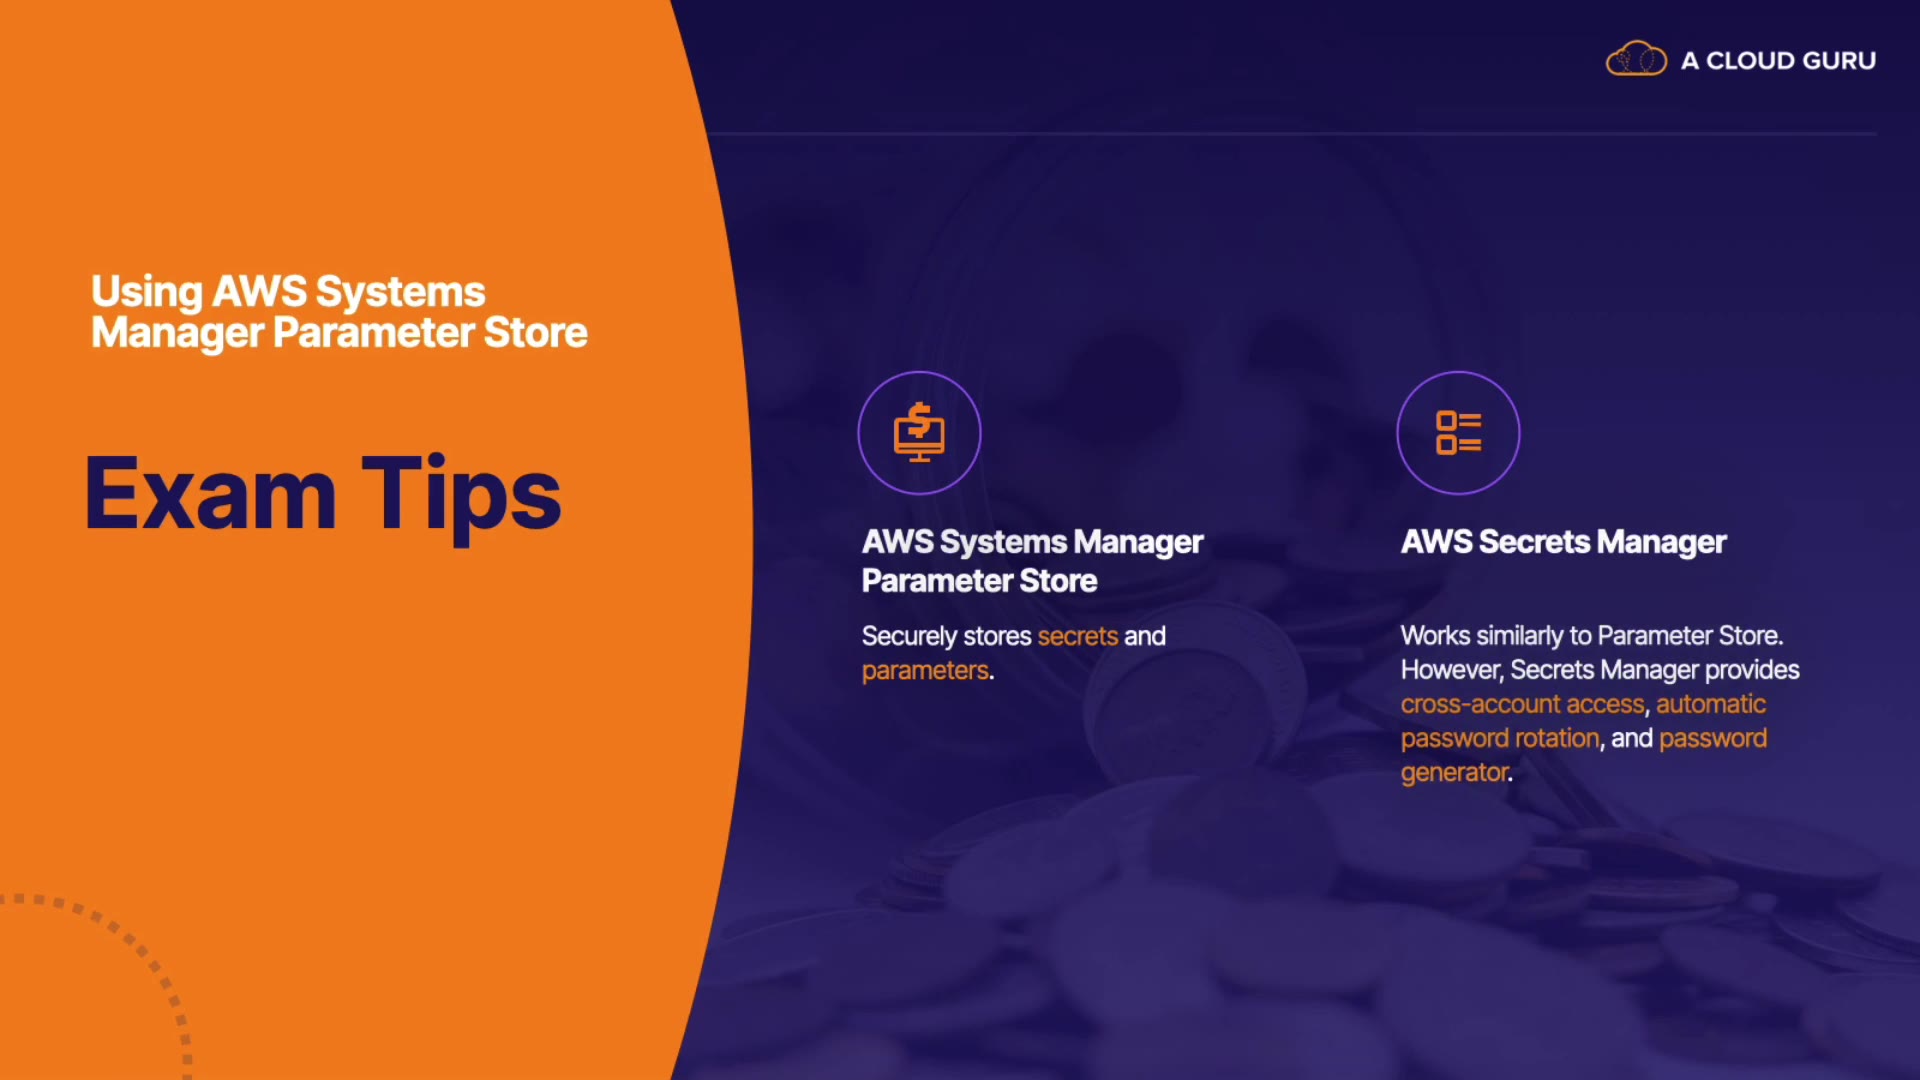 A CLOUD GURU
Using AWS Systems
Manager Parameter Store
Exam Tips
AWS Systems Manager
Parameter Store
Securely stores secrets and
parameters.
AWS Secrets Manager
Works similarly to Parameter Store.
However, Secrets Manager provides
cross-account access, automatic
password rotation, and password
generator.